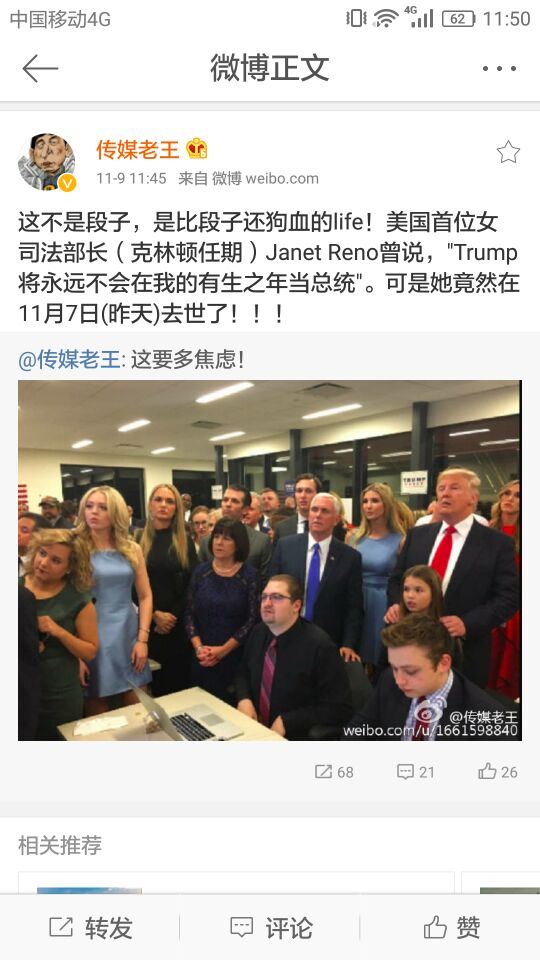 中国移动4G
4G
62
11:50
微博正文
传媒老王
11-9 11:45 来自 微博 weibo.com
这不是段子，是比段子还狗血的life！美国首位女
司法部长（克林顿任期）Janet Reno曾说，"Trump
将永远不会在我的有生之年当总统"。可是她竟然在
11月7日(昨天)去世了！！！
@传媒老王: 这要多焦虑！
TRUMP
@传媒老王
weibo.com/u/1661598840
68
21
26
相关推荐
转发
评论
赞